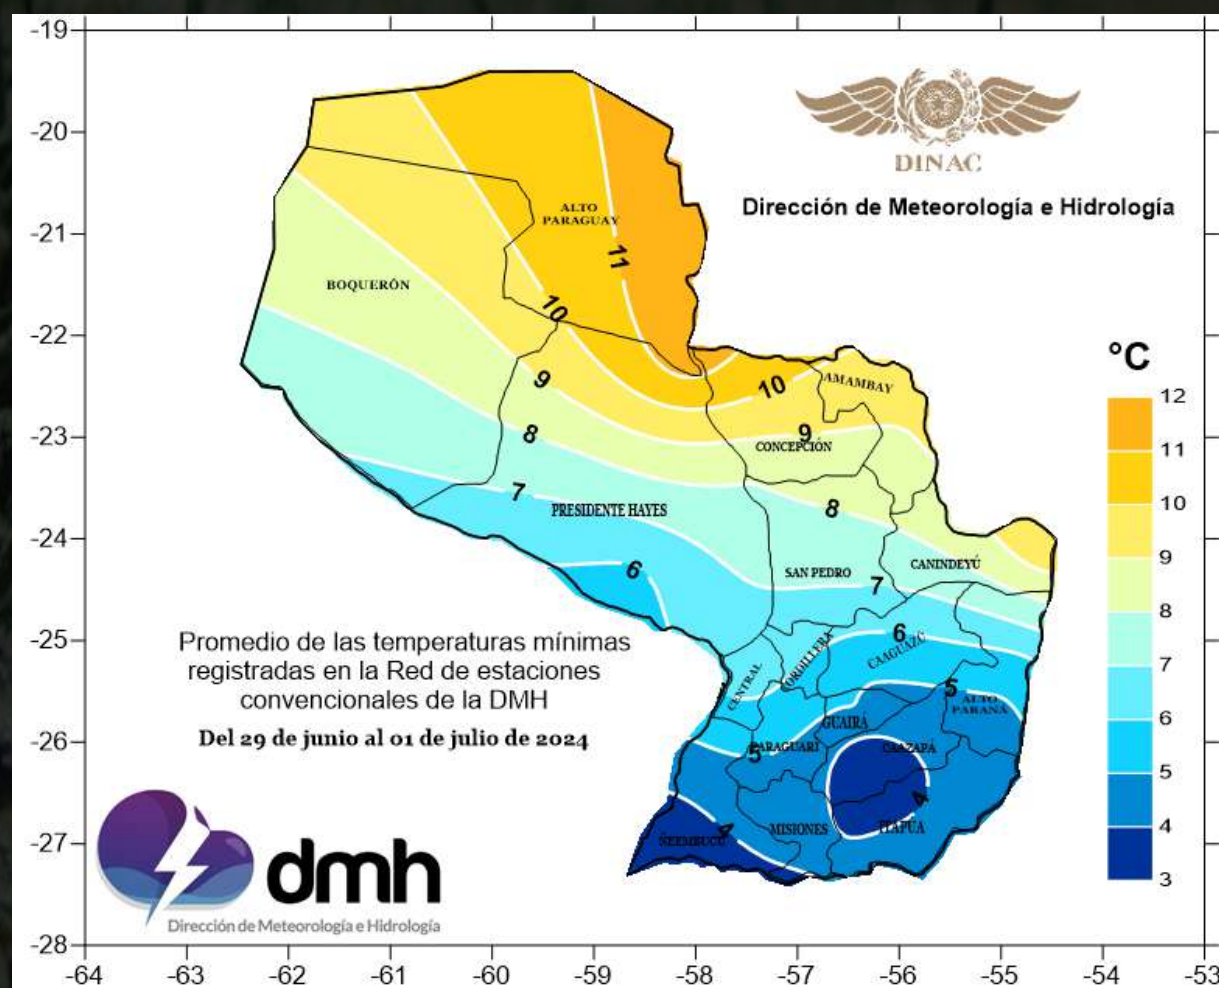 -19
-20
-21
-22
-23
-24
-25
-26
-27
-28
-64
-63
-62
-61
-60
-59
-58
-57
-56
-55
-54
-53
DINAC
Dirección de Meteorología e Hidrología
°C
12
11
10
9
8
7
6
5
4
3
ALTO
PARAGUAY
BOQUERÓN
11
10
10
AMAMBAY
9
9
CONCEPCIÓN
8
8
7
PRESIDENTE HAYES
6
SAN PEDRO
7
CANINDEYÚ
6
CAAGUAZÚ
CORDILLERA
CENTRAL
5
ALTO
PARANÁ
GUAIRÁ
5
PARAGUARÍ
CAAZAPÁ
4
ITAPÚA
MISIONES
4
ÑEEMBUCÚ
Promedio de las temperaturas mínimas
registradas en la Red de estaciones
convencionales de la DMH
Del 29 de junio al 01 de julio de 2024
dmh
Dirección de Meteorología e Hidrología